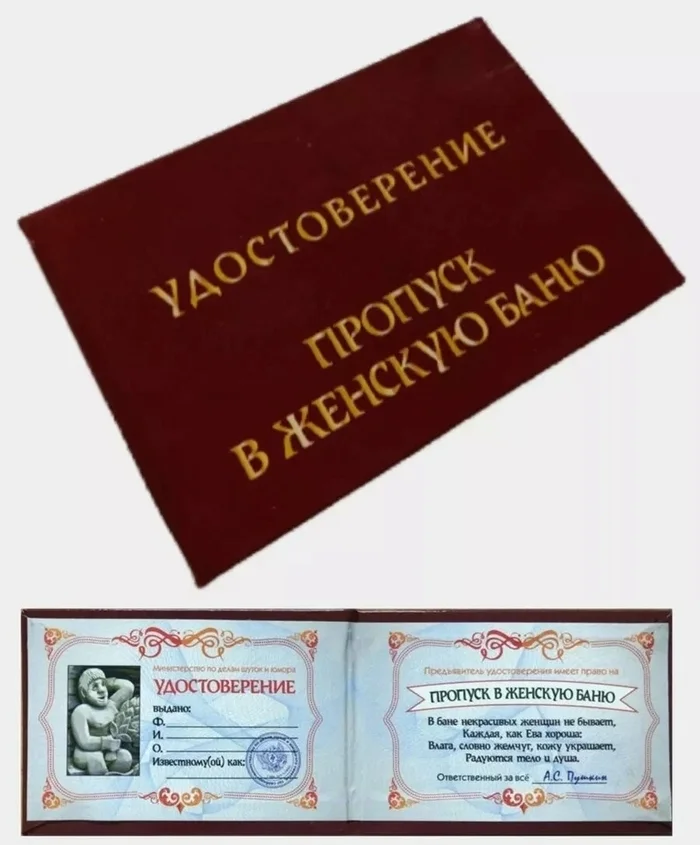 УДОСТОВЕРЕНИЕ
ПРОПУСК
В ЖЕНСКУЮ БАНЮ
Министерство по делам шуток и юмора
УДОСТОВЕРЕНИЕ
выдано:
Ф.
И.
О.
Известному(ой) как:
Предъявитель удостоверения имеет право на
ПРОПУСК В ЖЕНСКУЮ БАНЮ
В бане некрасивых женщин не бывает,
Каждая, как Ева хороша:
Влага, словно жемчуг, кожу украшает,
Радуются тело и душа.
Ответственный за всё А.С. Пушкин